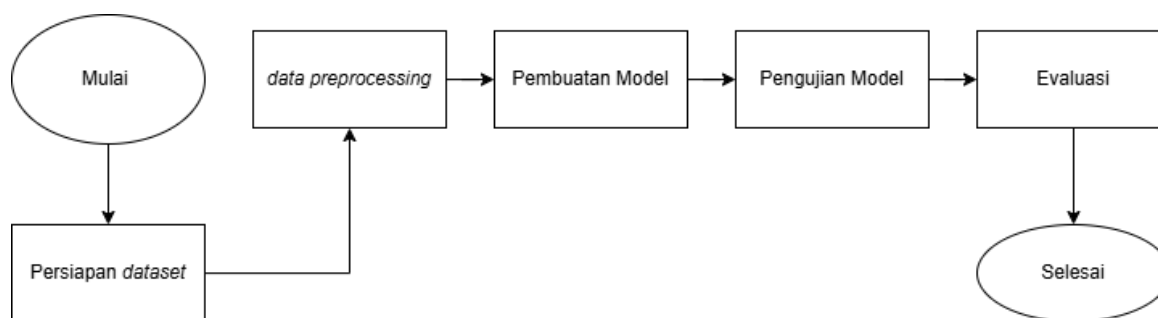 Mulai
Persiapan dataset
data preprocessing
Pembuatan Model
Pengujian Model
Evaluasi
Selesai